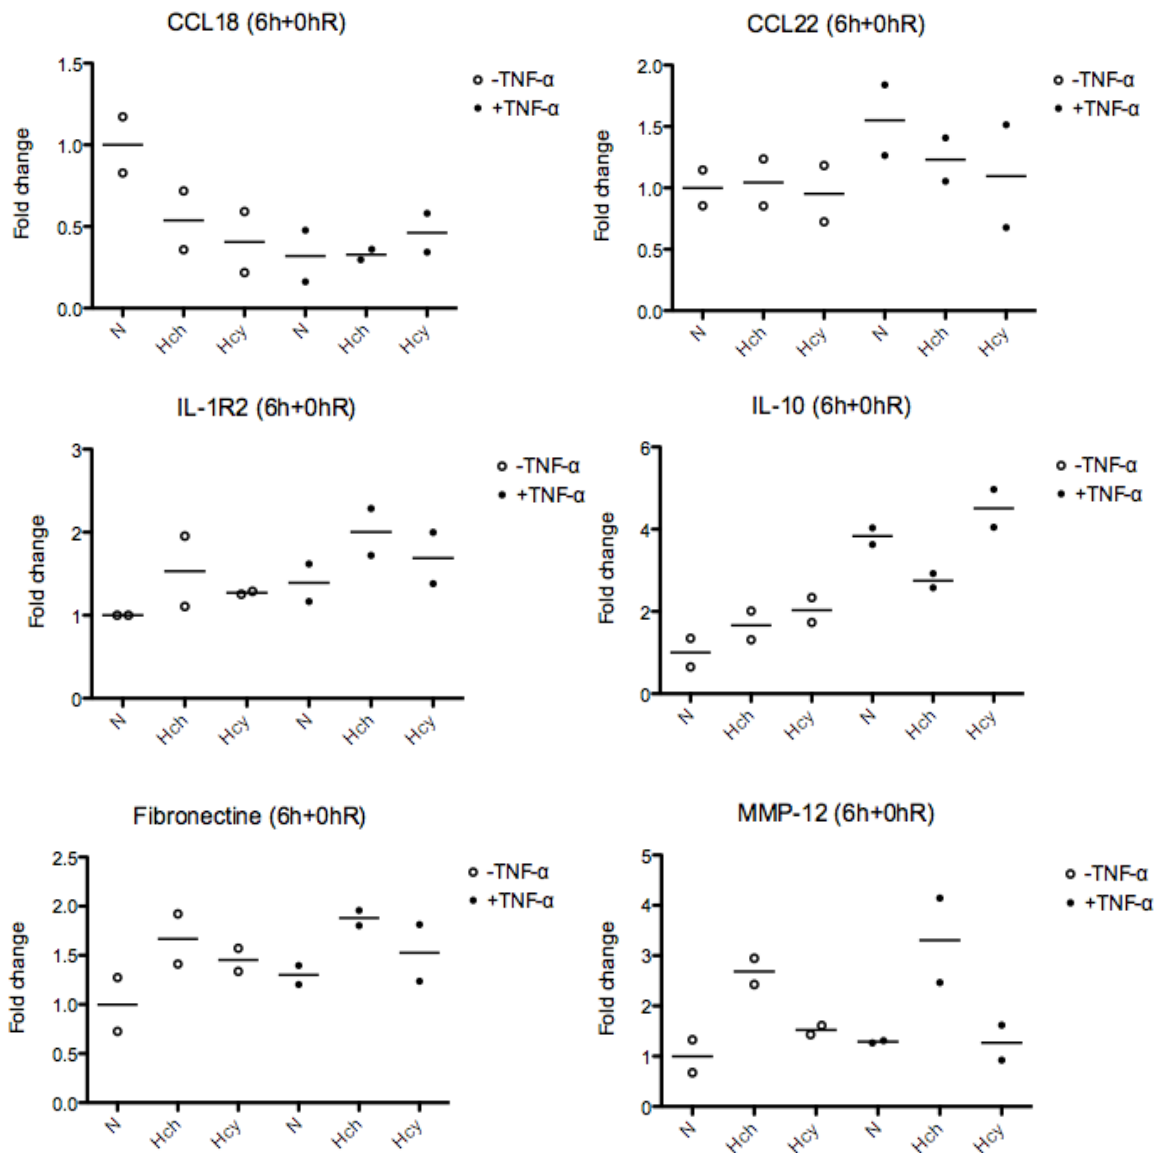 CCL18 (6h+0hR)
Fold change
1.5
1.0
0.5
0.0
N
Hch
Hcy
N
Hch
Hcy
-TNF-α
+TNF-α
CCL22 (6h+0hR)
Fold change
2.0
1.5
1.0
0.5
0.0
N
Hch
Hcy
N
Hch
Hcy
-TNF-α
+TNF-α
IL-1R2 (6h+0hR)
Fold change
3
2
1
0
N
Hch
Hcy
N
Hch
Hcy
-TNF-α
+TNF-α
IL-10 (6h+0hR)
Fold change
6
4
2
0
N
Hch
Hcy
N
Hch
Hcy
-TNF-α
+TNF-α
Fibronectine (6h+0hR)
Fold change
2.5
2.0
1.5
1.0
0.5
0.0
N
Hch
Hcy
N
Hch
Hcy
-TNF-α
+TNF-α
MMP-12 (6h+0hR)
Fold change
5
4
3
2
1
0
N
Hch
Hcy
N
Hch
Hcy
-TNF-α
+TNF-α